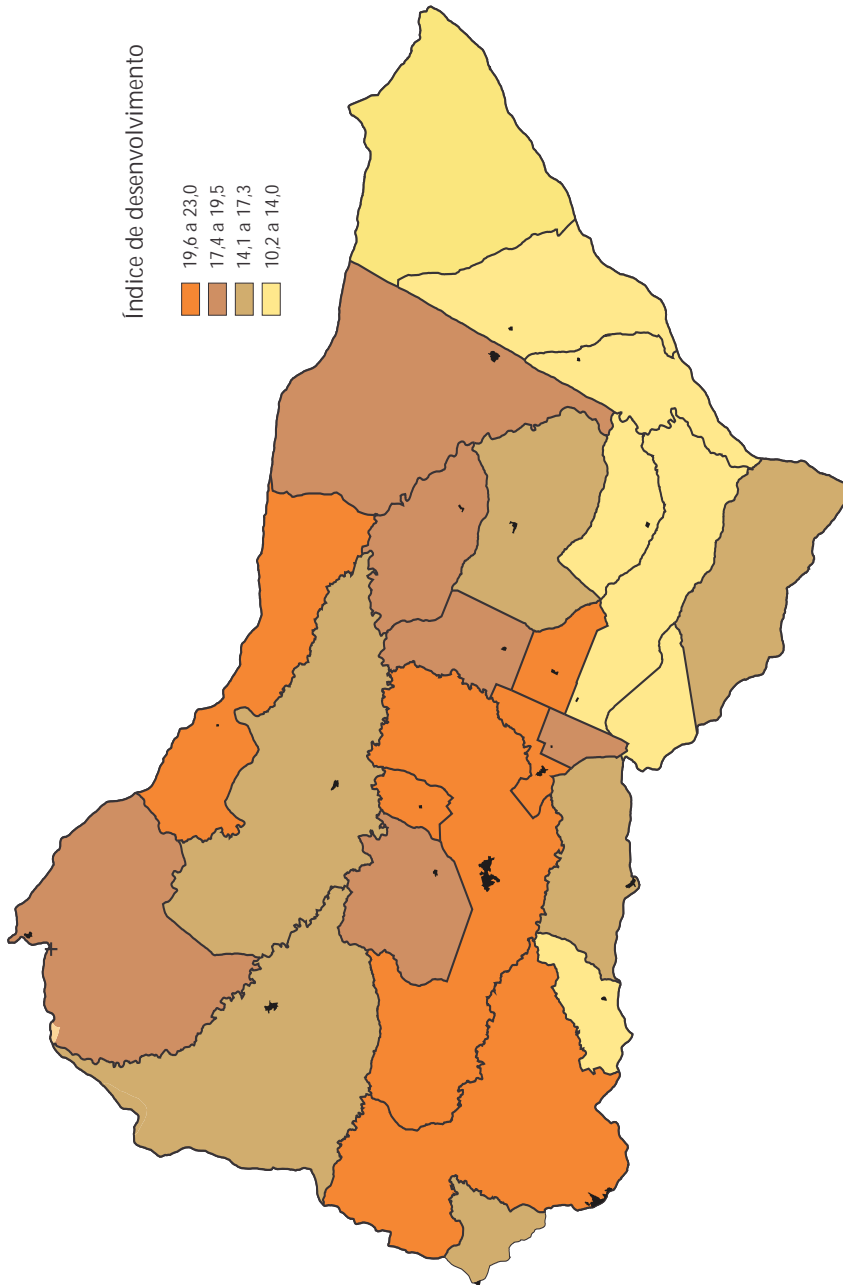 Índice de desenvolvimento
19,6 a 23,0
17,4 a 19,5
14,1 a 17,3
10,2 a 14,0